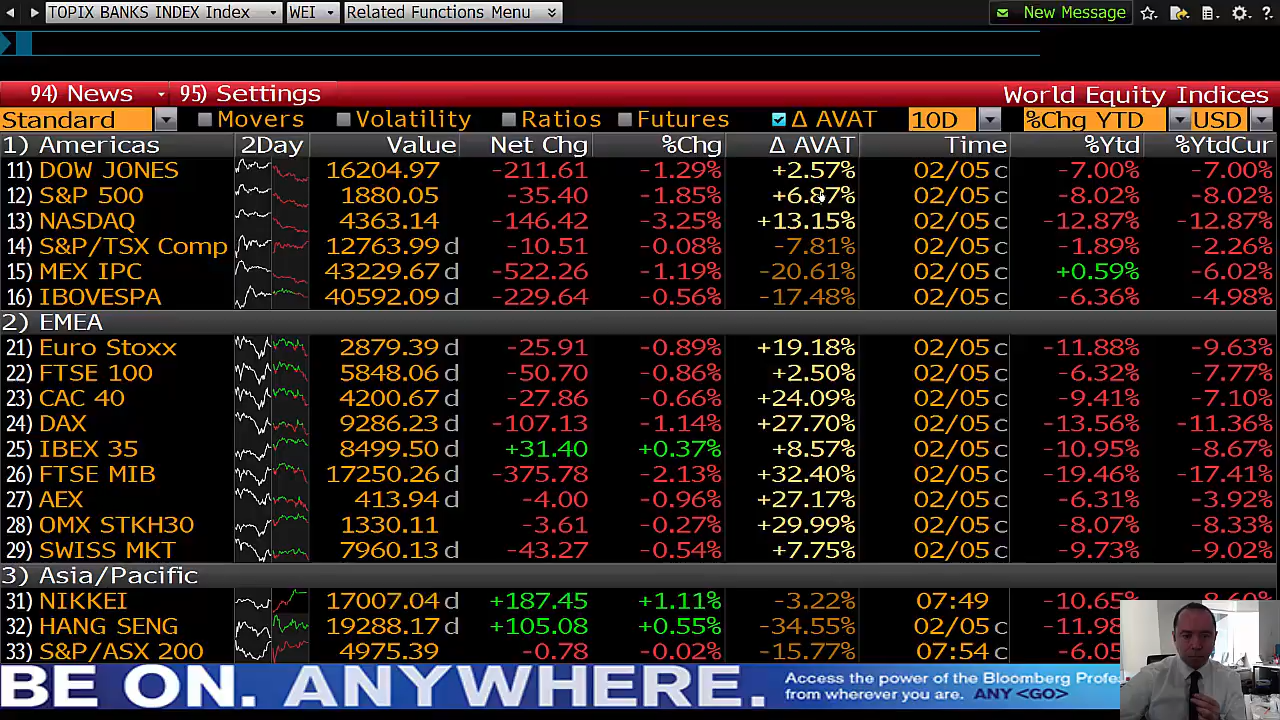 TOPIX BANKS INDEX Index WEI Related Functions Menu New Message
94) News 95) Settings World Equity Indices
Standard Movers Volatility Ratios Futures Δ AVAT 10D %Chg YTD USD
1) Americas 2Day Value Net Chg %Chg Δ AVAT Time %Ytd %YtdCur
11) DOW JONES 16204.97 -211.61 -1.29% +2.57% 02/05 c -7.00% -7.00%
12) S&P 500 1880.05 -35.40 -1.85% +6.87% 02/05 c -8.02% -8.02%
13) NASDAQ 4363.14 -146.42 -3.25% +13.15% 02/05 c -12.87% -12.87%
14) S&P/TSX Comp 12763.99 d -10.51 -0.08% -7.81% 02/05 c -1.89% -2.26%
15) MEX IPC 43229.67 d -522.26 -1.19% -20.61% 02/05 c +0.59% -6.02%
16) IBOVESPA 40592.09 d -229.64 -0.56% -17.48% 02/05 c -6.36% -4.98%
2) EMEA
21) Euro Stoxx 2879.39 d -25.91 -0.89% +19.18% 02/05 c -11.88% -9.63%
22) FTSE 100 5848.06 d -50.70 -0.86% +2.50% 02/05 c -6.32% -7.77%
23) CAC 40 4200.67 d -27.86 -0.66% +24.09% 02/05 c -9.41% -7.10%
24) DAX 9286.23 d -107.13 -1.14% +27.70% 02/05 c -13.56% -11.36%
25) IBEX 35 8499.50 d +31.40 +0.37% +8.57% 02/05 c -10.95% -8.67%
26) FTSE MIB 17250.26 d -375.78 -2.13% +32.40% 02/05 c -19.46% -17.41%
27) AEX 413.94 d -4.00 -0.96% +27.17% 02/05 c -6.31% -3.92%
28) OMX STKH30 1330.11 -3.61 -0.27% +29.99% 02/05 c -8.07% -8.33%
29) SWISS MKT 7960.13 d -43.27 -0.54% +7.75% 02/05 c -9.73% -9.02%
3) Asia/Pacific
31) NIKKEI 17007.04 d +187.45 +1.11% -3.22% 07:49 -10.65%
32) HANG SENG 19288.17 d +105.08 +0.55% -34.55% 07:54 -11.98
33) S&P/ASX 200 4975.39 -0.78 -0.02% -15.77% 07:54 c -6.05
BE ON. ANYWHERE. Access the power of the Bloomberg
from wherever you are. ANY <GO>